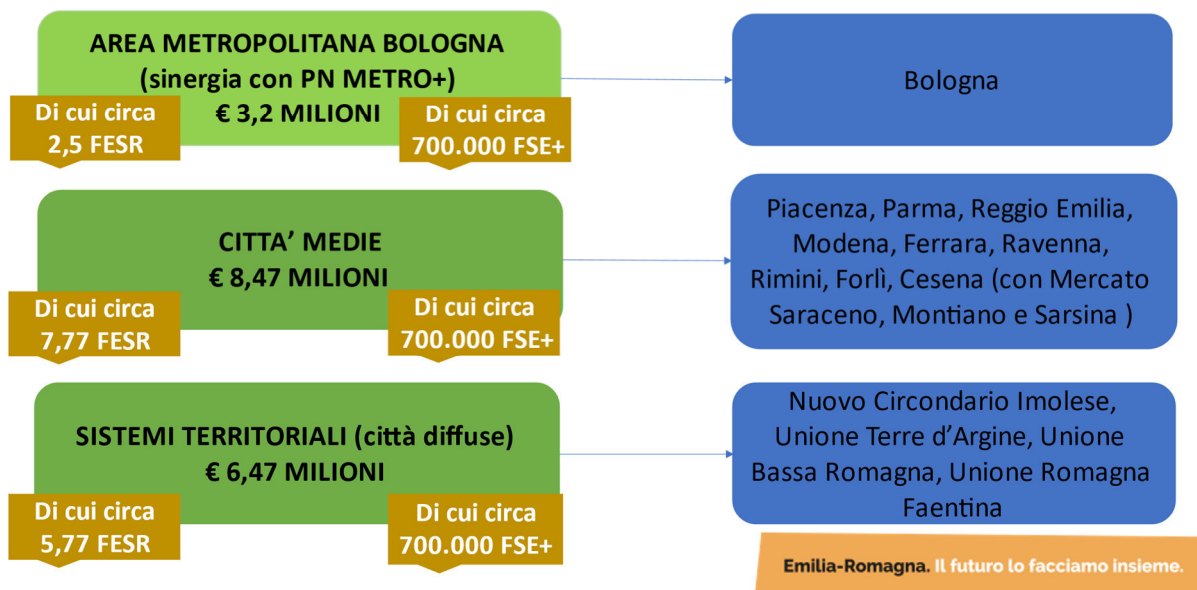 AREA METROPOLITANA BOLOGNA
(sinergia con PN METRO+)
€ 3,2 MILIONI
Di cui circa
2,5 FESR
Di cui circa
700.000 FSE+
Bologna
CITTA’ MEDIE
€ 8,47 MILIONI
Di cui circa
7,77 FESR
Di cui circa
700.000 FSE+
Piacenza, Parma, Reggio Emilia,
Modena, Ferrara, Ravenna,
Rimini, Forlì, Cesena (con Mercato
Saraceno, Montiano e Sarsina )
SISTEMI TERRITORIALI (città diffuse)
€ 6,47 MILIONI
Di cui circa
5,77 FESR
Di cui circa
700.000 FSE+
Nuovo Circondario Imolese,
Unione Terre d’Argine, Unione
Bassa Romagna, Unione Romagna
Faentina
Emilia-Romagna. Il futuro lo facciamo insieme.